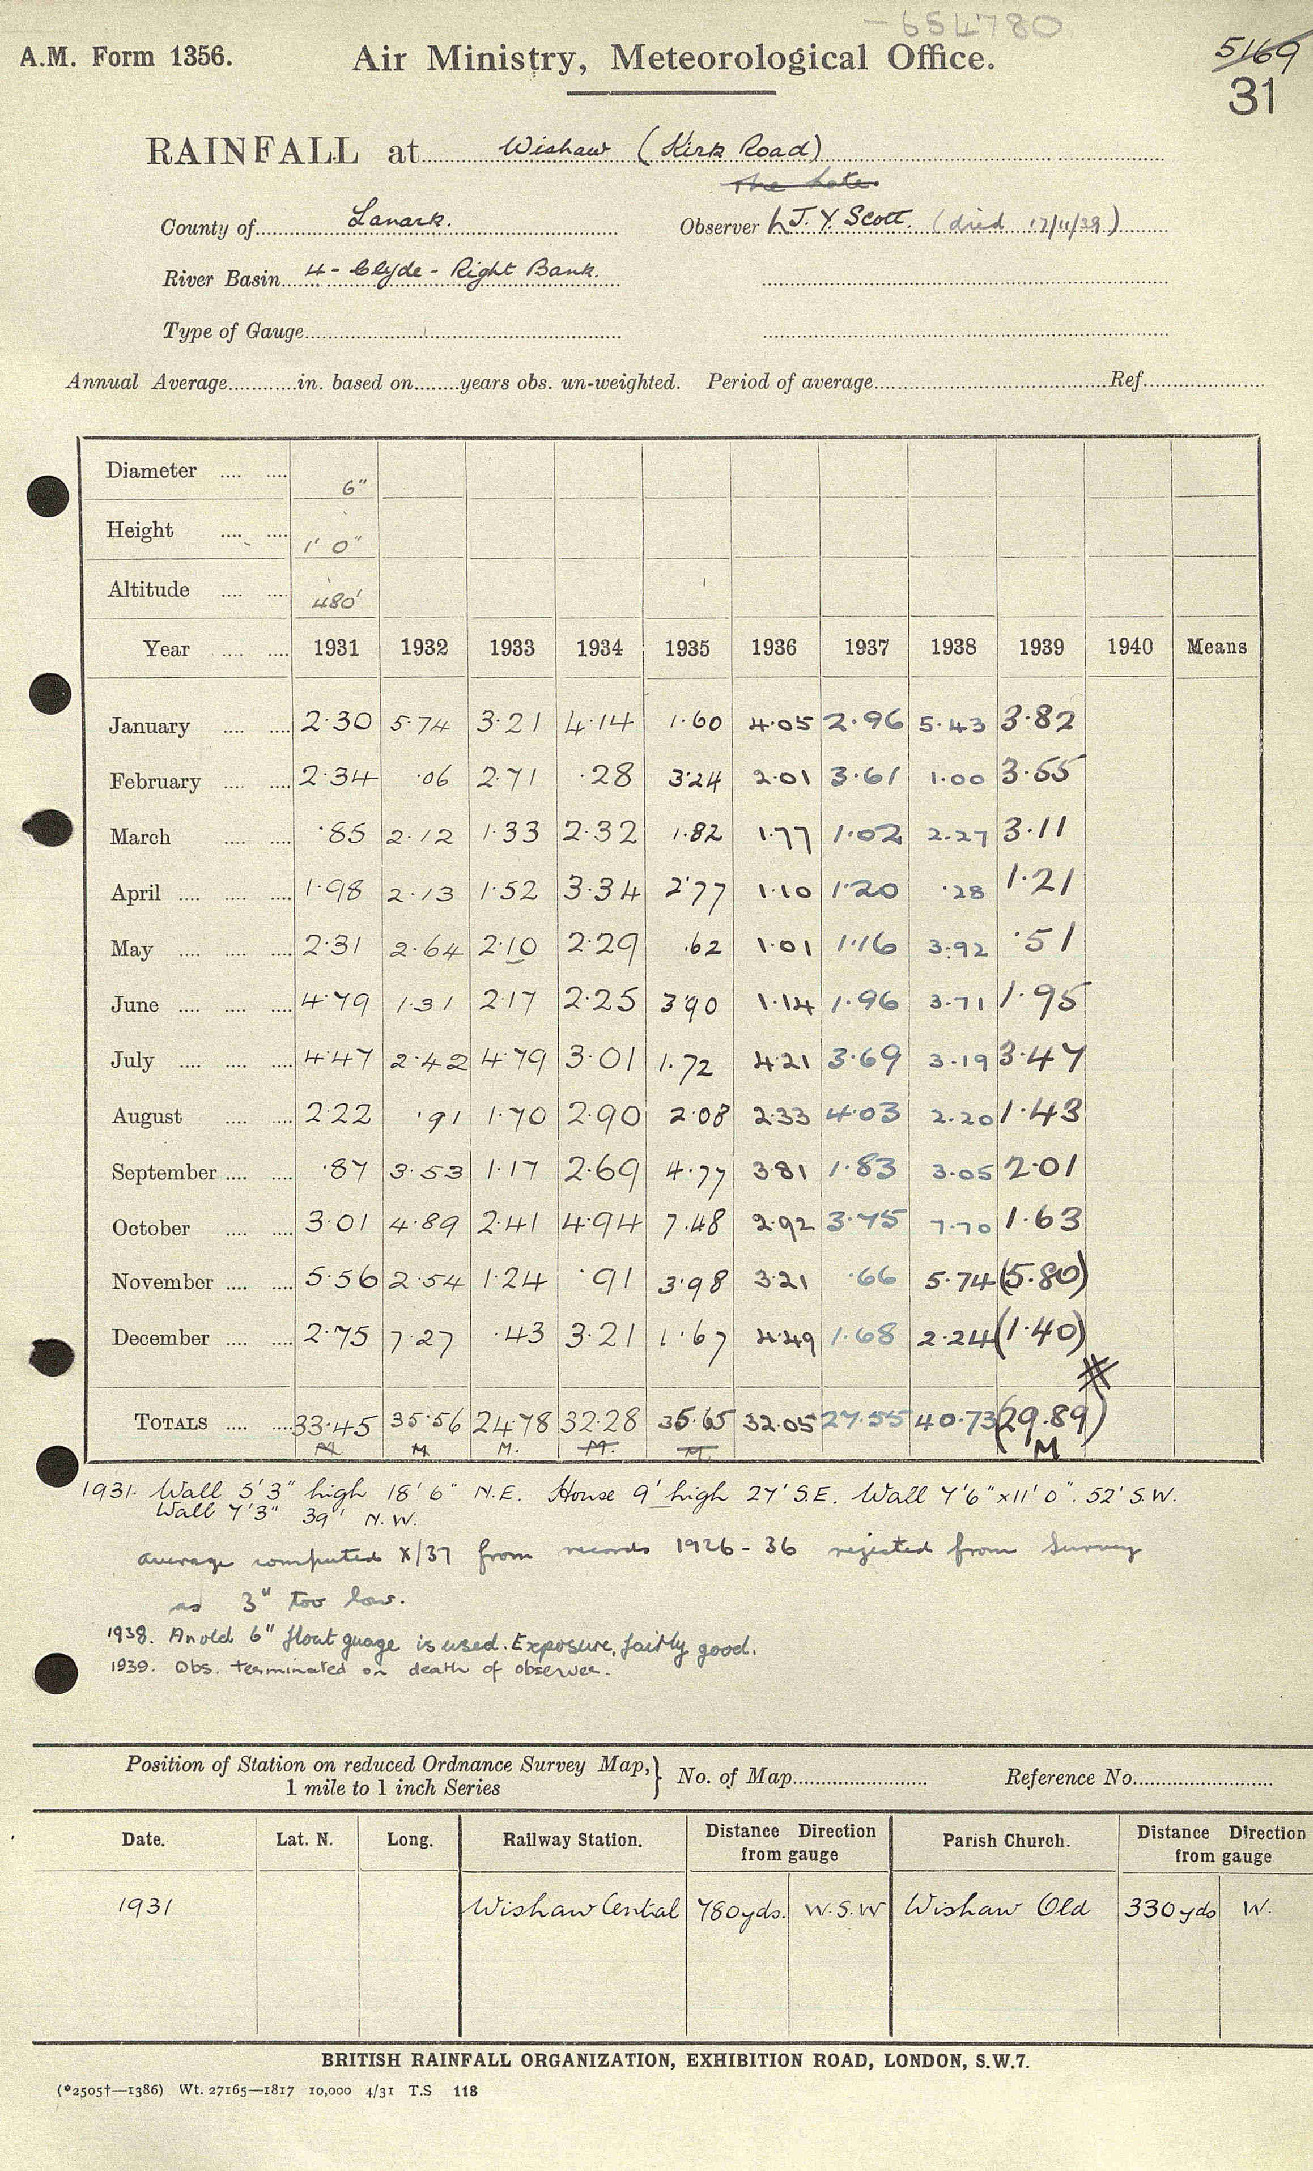 -654780
A.M. Form 1356. Air Ministry, Meteorological Office. 5169
31
RAINFALL at Wishaw (Kirk Road)
The late
County of Lanark. Observer J. Y. Scott. (died 17/11/39)
River Basin 4 - Clyde - Right Bank.
Type of Gauge
Annual Average in. based on years obs. un-weighted. Period of average Ref
Diameter 6"
Height 1' 0"
Altitude 480'
Year 1931 1932 1933 1934 1935 1936 1937 1938 1939 1940 Means
January 2.30 5.74 3.21 4.14 1.60 4.05 2.96 5.43 3.82
February 2.34 .06 2.71 .28 3.24 2.01 3.61 1.00 3.55
March .85 2.12 1.33 2.32 1.82 1.77 1.02 2.27 3.11
April 1.98 2.13 1.52 3.34 2.77 1.10 1.20 .28 1.21
May 2.31 2.64 2.10 2.29 .62 1.01 1.16 3.92 .51
June 4.79 1.31 2.17 2.25 3.90 1.14 1.96 3.71 1.95
July 4.47 2.42 4.79 3.01 1.72 4.21 3.69 3.19 3.47
August 2.22 .91 1.70 2.90 2.08 2.33 4.03 2.20 1.43
September .87 3.53 1.17 2.69 4.77 3.81 1.83 3.05 2.01
October 3.01 4.89 2.41 4.94 7.48 2.92 3.75 7.70 1.63
November 5.56 2.54 1.24 .91 3.98 3.21 .66 5.74 (5.80)
December 2.75 7.27 .43 3.21 1.67 4.49 1.68 2.24 (1.40)
#
TOTALS 33.45 35.56 24.78 32.28 35.65 32.05 27.55 40.73 (29.89)
M M. M. M. M. M
1931. Wall 5'3" high 18'6" N.E. House 9' high 27' S.E. Wall 7'6" x 11'0". 52' S.W.
Wall 7'3" 39' N.W.
average computed X/37 from records 1926-36 rejected from Survey
as 3" too low.
1938. An old 6" float guage is used. Exposure, fairly good.
1939. Obs. terminated on death of observer.
Position of Station on reduced Ordnance Survey Map, 1 mile to 1 inch Series } No. of Map Reference No.
Date. Lat. N. Long. Railway Station. Distance Direction from gauge Parish Church. Distance Direction from gauge
1931 Wishaw Central 780yds. W.S.W Wishaw Old 330yds W.
BRITISH RAINFALL ORGANIZATION, EXHIBITION ROAD, LONDON, S.W.7.
(*2505†—1386) Wt. 27165—1817 10,000 4/31 T.S 118